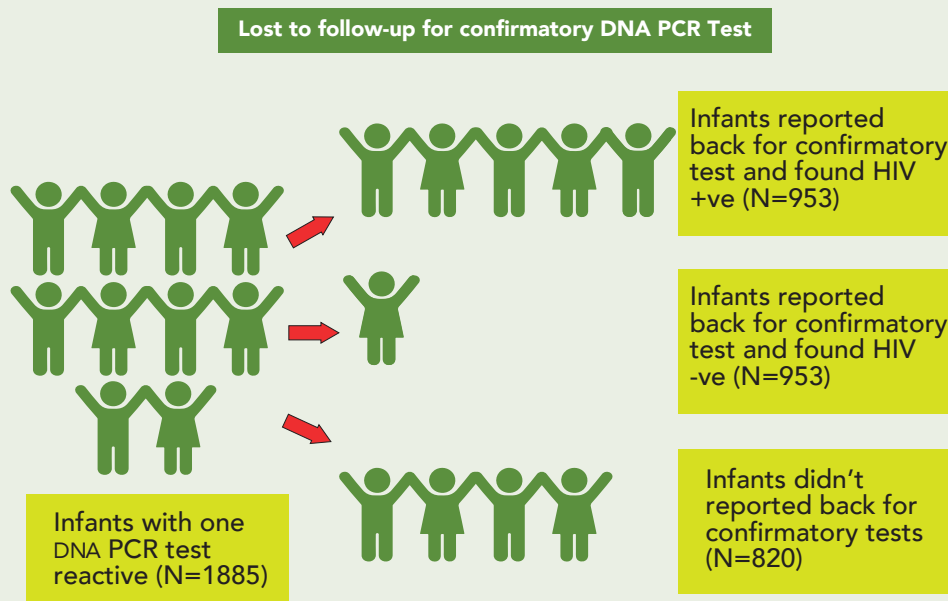 Lost to follow-up for confirmatory DNA PCR Test
Infants reported
back for confirmatory
test and found HIV
+ve (N=953)
Infants reported
back for confirmatory
test and found HIV
-ve (N=953)
Infants with one
DNA PCR test
reactive (N=1885)
Infants didn't
reported back for
confirmatory tests
(N=820)